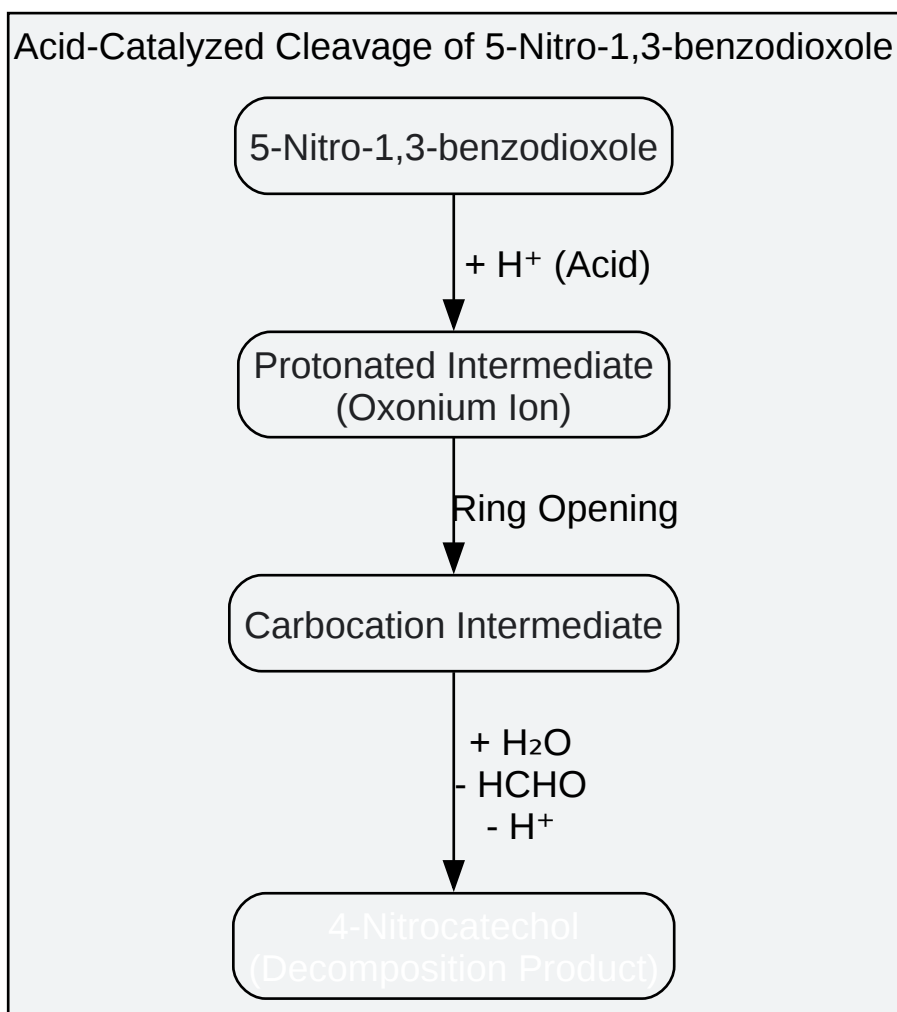 Acid-Catalyzed Cleavage of 5-Nitro-1,3-benzodioxole
5-Nitro-1,3-benzodioxole
+ H⁺ (Acid)
Protonated Intermediate
(Oxonium Ion)
Ring Opening
Carbocation Intermediate
+ H₂O
- HCHO
- H⁺
4-Nitrocatechol
(Decomposition Product)